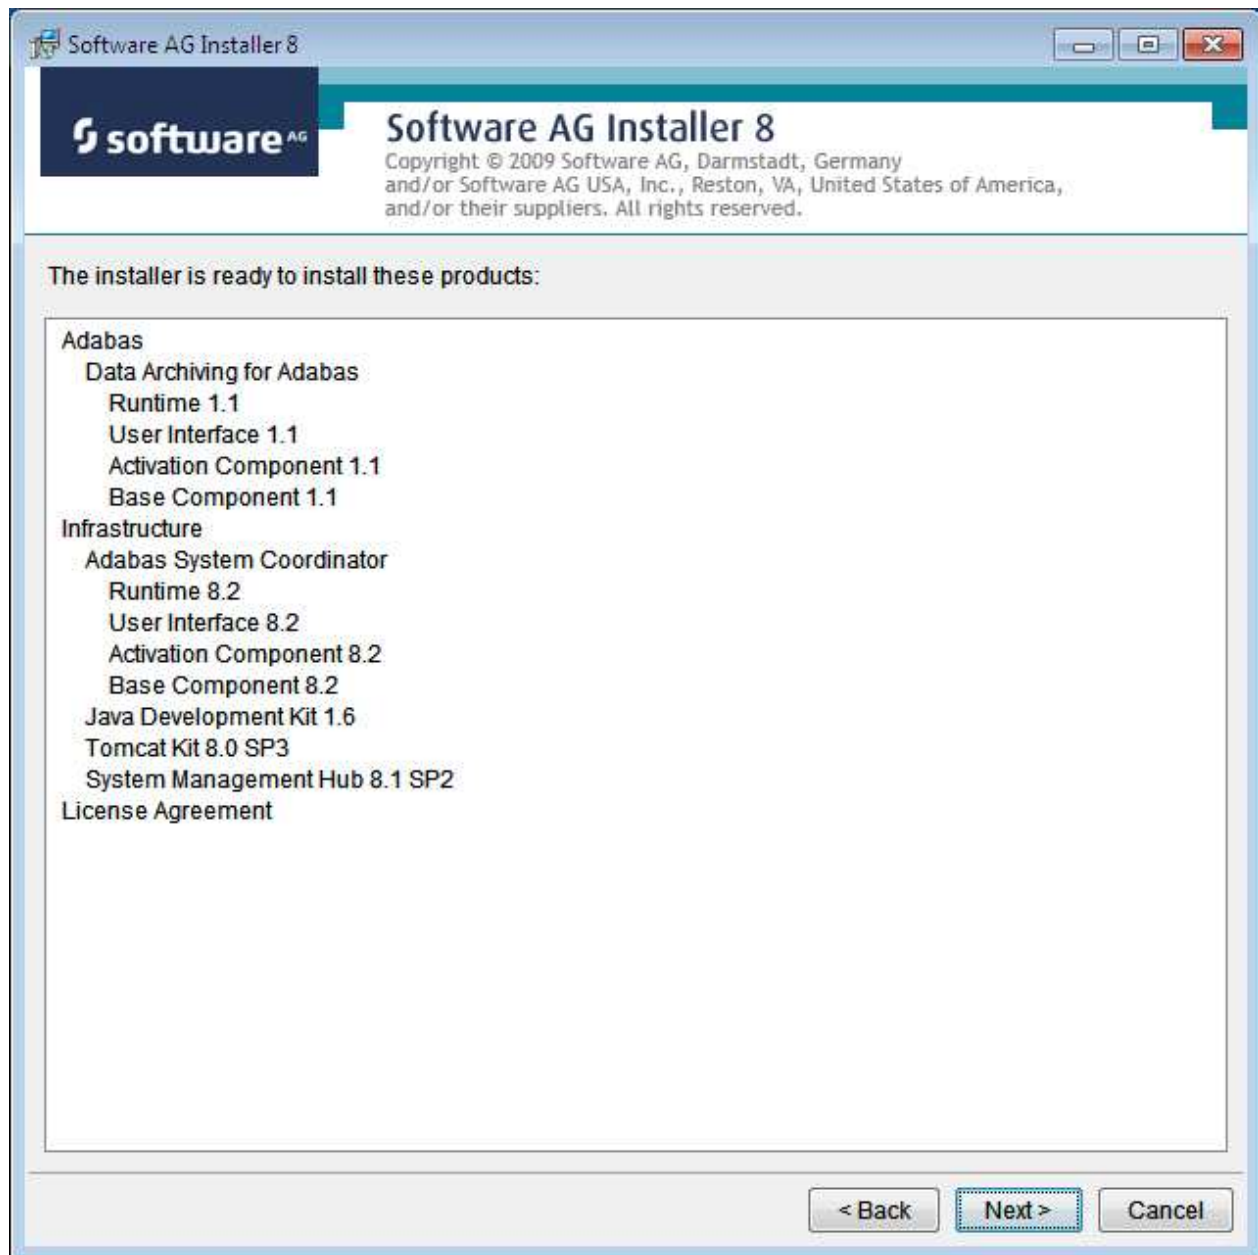 Software AG Installer 8
software AG
Software AG Installer 8
Copyright © 2009 Software AG, Darmstadt, Germany
and/or Software AG USA, Inc., Reston, VA, United States of America,
and/or their suppliers. All rights reserved.
The installer is ready to install these products:
Adabas
Data Archiving for Adabas
Runtime 1.1
User Interface 1.1
Activation Component 1.1
Base Component 1.1
Infrastructure
Adabas System Coordinator
Runtime 8.2
User Interface 8.2
Activation Component 8.2
Base Component 8.2
Java Development Kit 1.6
Tomcat Kit 8.0 SP3
System Management Hub 8.1 SP2
License Agreement
< Back Next > Cancel